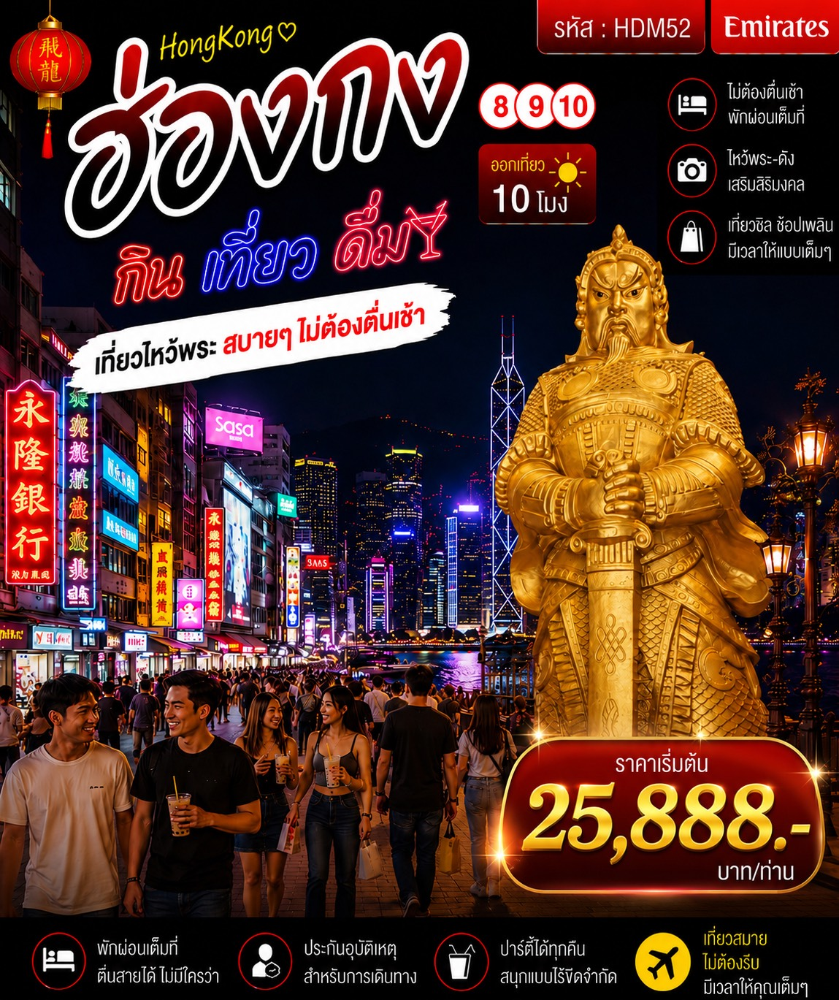 飛龍
HongKong
ฮ่องกง
กิน เที่ยว ดื่ม
เที่ยวไหว้พระ สบายๆ ไม่ต้องตื่นเช้า
รหัส : HDM52
Emirates
8 9 10
ออกเที่ยว
10 โมง
ไม่ต้องตื่นเช้า
พักผ่อนเต็มที่
ไหว้พระ-ดัง
เสริมสิริมงคล
เที่ยวชิล ช้อปเพลิน
มีเวลาให้แบบเต็มๆ
永隆銀行
Sasa
SAAS
ราคาเริ่มต้น
25,888.-
บาท/ท่าน
พักผ่อนเต็มที่
ตื่นสายได้ ไม่มีใครว่า
ประกันอุบัติเหตุ
สำหรับการเดินทาง
ปาร์ตี้ได้ทุกคืน
สนุกแบบไร้ขีดจำกัด
เที่ยวสบาย
ไม่ต้องรีบ
มีเวลาให้คุณเต็มๆ